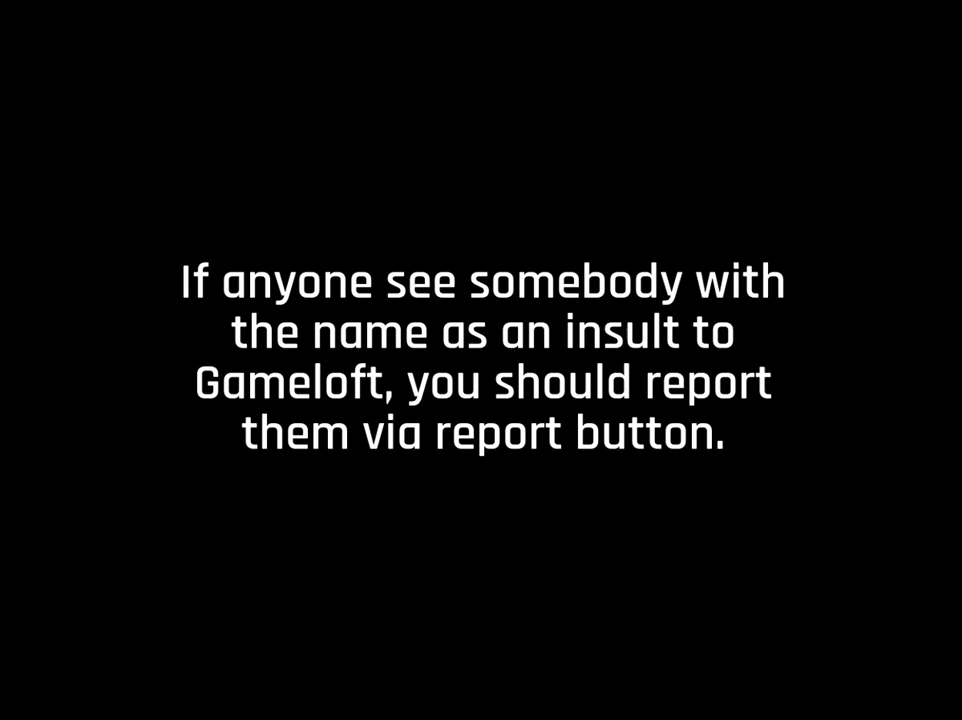 If anyone see somebody with
the name as an insult to
Gameloft, you should report
them via report button.